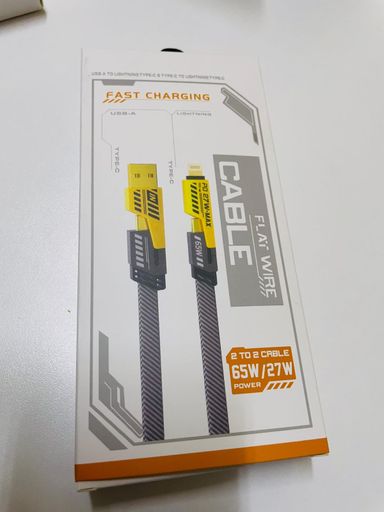 USB-A TO LIGHTNING/TYPE-C & TYPE-C TO LIGHTNING/TYPE-C
FAST CHARGING
USB-A
LIGHTNING
TYPE-C
TYPE-C
PD 27W-MAX
65W
CABLE
FLAT WIRE
2 TO 2 CABLE
65W/27W
POWER